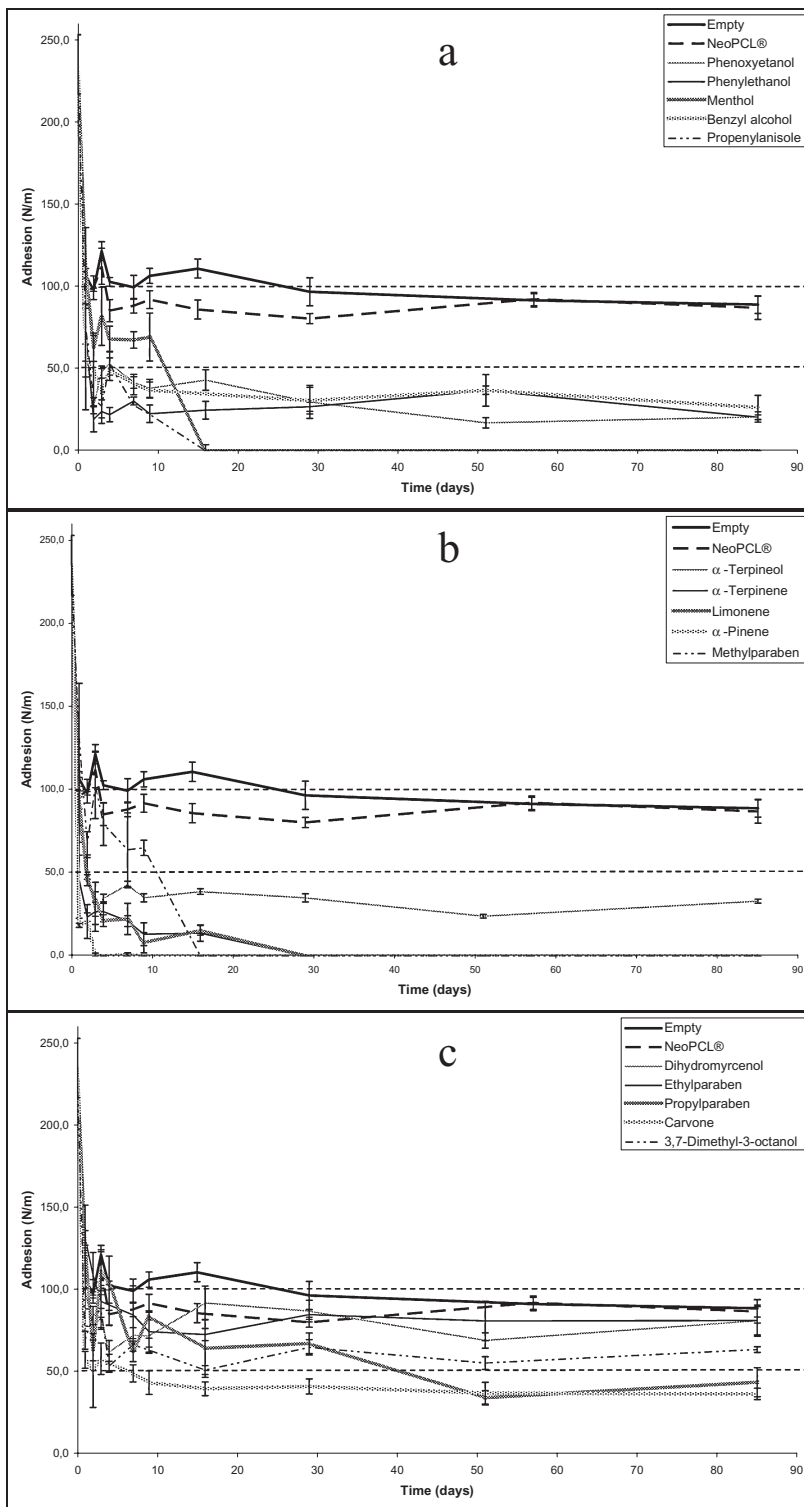 a
Empty
NeoPCL®
Phenoxyetanol
Phenylethanol
Menthol
Benzyl alcohol
Propenylanisole
Adhesion (N/m)
250,0
200,0
150,0
100,0
50,0
0,0
0 10 20 30 40 50 60 70 80 90
Time (days)
b
Empty
NeoPCL®
α-Terpineol
α-Terpinene
Limonene
α-Pinene
Methylparaben
Adhesion (N/m)
250,0
200,0
150,0
100,0
50,0
0,0
0 10 20 30 40 50 60 70 80 90
Time (days)
c
Empty
NeoPCL®
Dihydromyrcenol
Ethylparaben
Propylparaben
Carvone
3,7-Dimethyl-3-octanol
Adhesion (N/m)
250,0
200,0
150,0
100,0
50,0
0,0
0 10 20 30 40 50 60 70 80 90
Time (days)